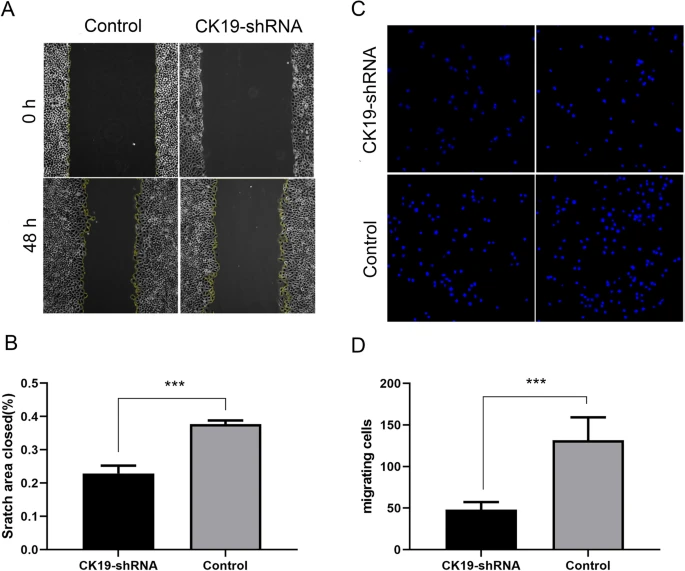 A
Control
CK19-shRNA
0 h
48 h
B
Sratch area closed(%)
0.5
0.4
0.3
0.2
0.1
0.0
***
CK19-shRNA
Control
C
CK19-shRNA
Control
D
migrating cells
200
150
100
50
0
***
CK19-shRNA
Control